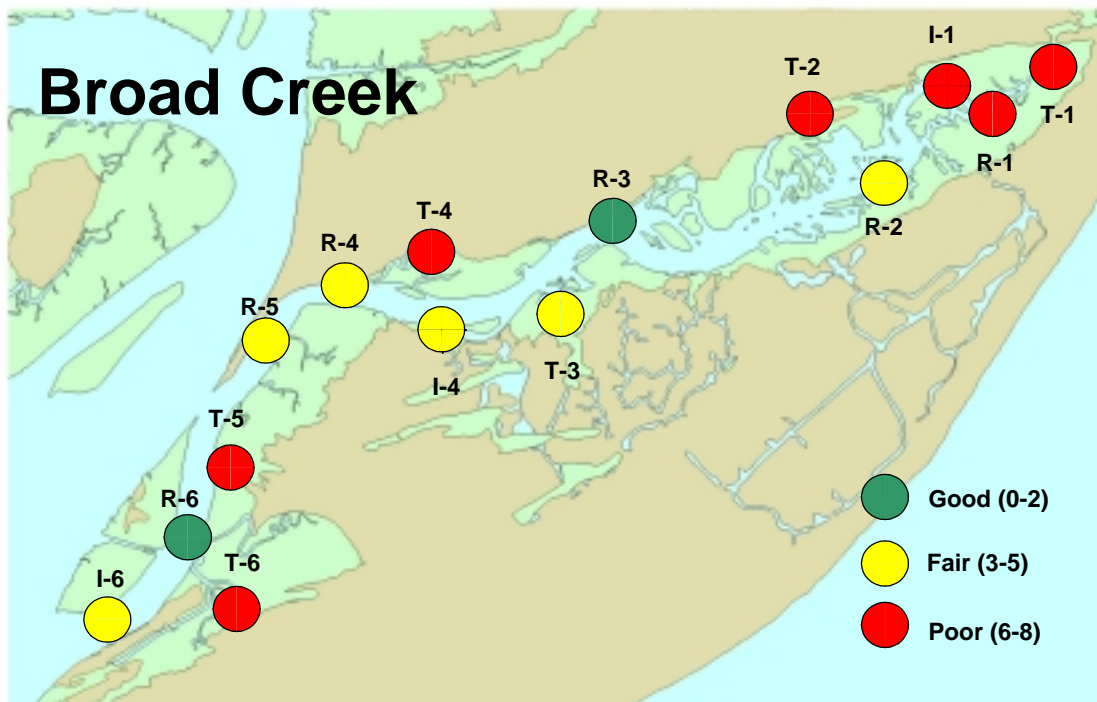 Broad Creek
I-1
T-2
T-1
R-1
R-3
R-2
T-4
R-4
R-5
T-3
I-4
T-5
R-6
T-6
I-6
Good (0-2)
Fair (3-5)
Poor (6-8)